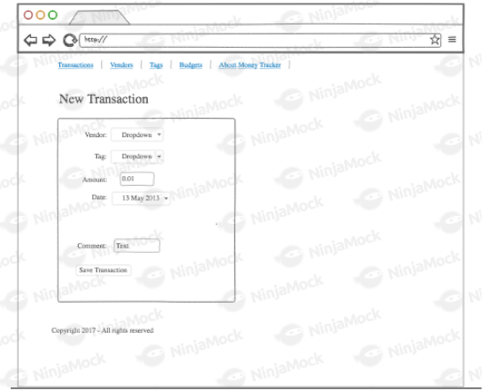 http://
Transactions | Vendors | Tags | Budgets | About Money Tracker |
New Transaction
Vendor: Dropdown
Tag: Dropdown
Amount: 0.01
Date: 13 May 2013
Comment: Text
Save Transaction
Copyright 2017 - All rights reserved
NinjaMock